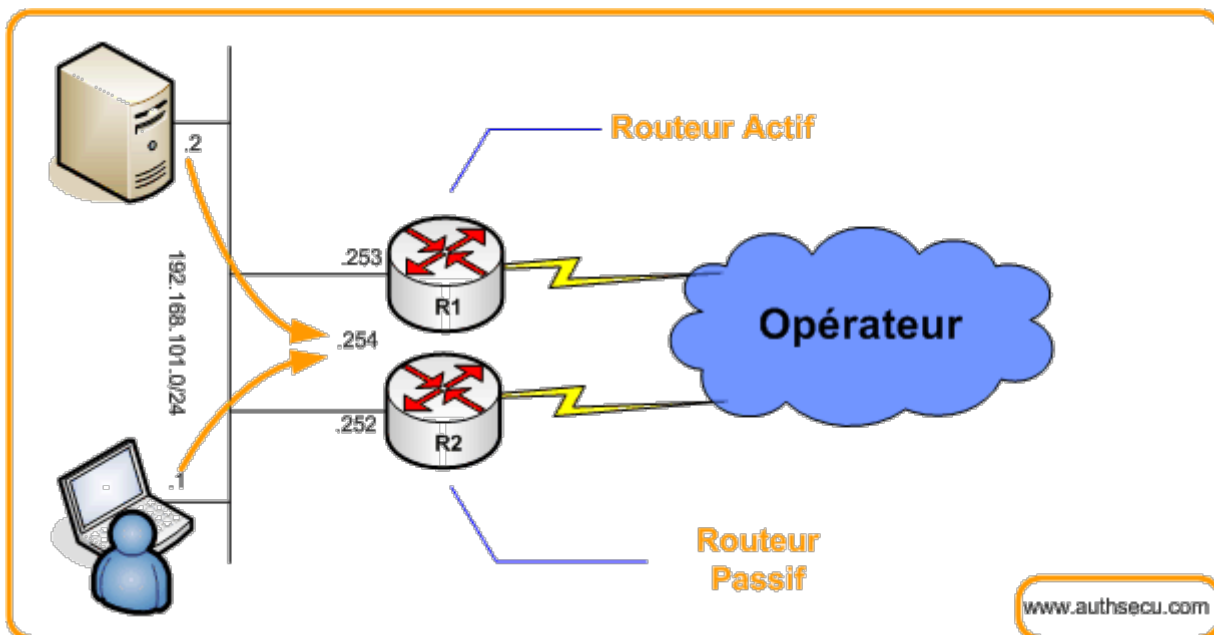 Routeur Actif
.2
192.168.101.0/24
.253
R1
.254
Opérateur
.252
R2
.1
Routeur
Passif
www.authsecu.com